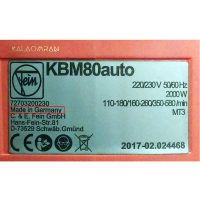 KALAOMRAN
fein
KBM80auto
220/230 V 50/60 Hz
2000 W
110-180/160-260/350-580 /min
MT3
72703200230
Made in Germany
C. & E. Fein GmbH
Hans-Fein-Str.81
D-73529 Schwäb.Gmünd
2017-02.024468